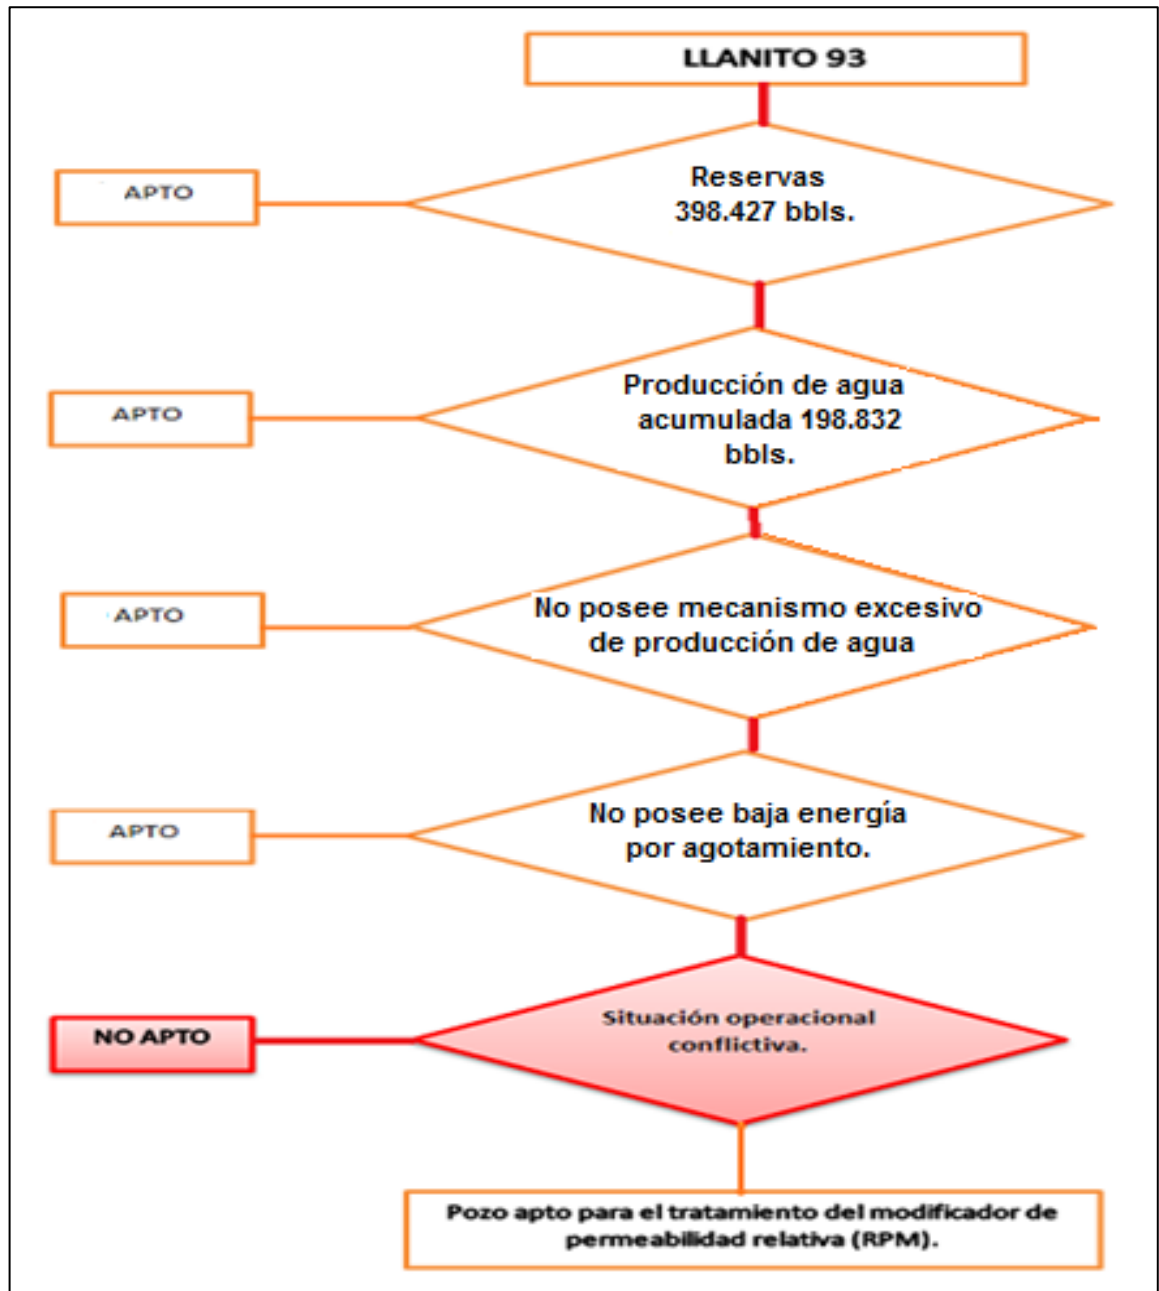 LLANITO 93
APTO
Reservas
398.427 bbls.
APTO
Producción de agua
acumulada 198.832
bbls.
APTO
No posee mecanismo excesivo
de producción de agua
APTO
No posee baja energía
por agotamiento.
NO APTO
Situación operacional
conflictiva.
Pozo apto para el tratamiento del modificador de
permeabilidad relativa (RPM).